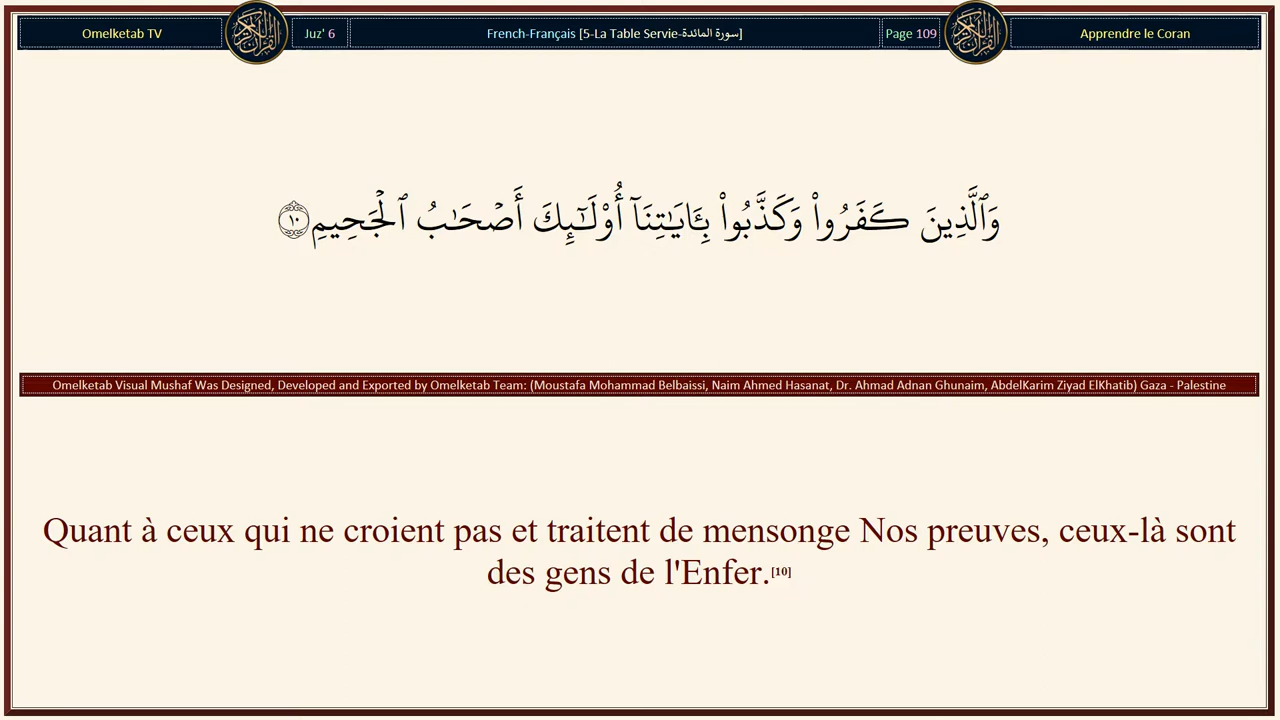 Omelketab TV
Juz' 6
French-Français [5-La Table Servie-سورة المائدة]
Page 109
Apprendre le Coran
وَٱلَّذِينَ كَفَرُوا۟ وَكَذَّبُوا۟ بِـَٔايَـٰتِنَآ أُو۟لَـٰٓئِكَ أَصْحَـٰبُ ٱلْجَحِيمِ ١٠
Omelketab Visual Mushaf Was Designed, Developed and Exported by Omelketab Team: (Moustafa Mohammad Belbaissi, Naim Ahmed Hasanat, Dr. Ahmad Adnan Ghunaim, AbdelKarim Ziyad ElKhatib) Gaza - Palestine
Quant à ceux qui ne croient pas et traitent de mensonge Nos preuves, ceux-là sont
des gens de l'Enfer.[10]